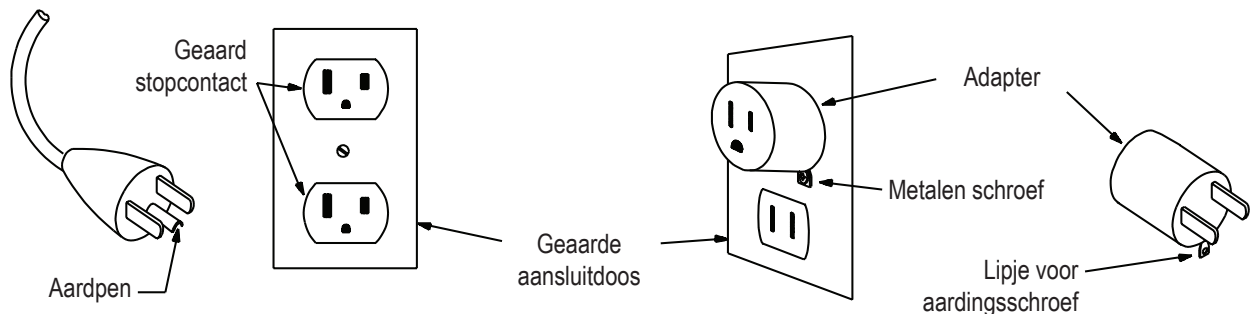 Geaard
stopcontact
Aardpen
Geaarde
aansluitdoos
Adapter
Metalen schroef
Lipje voor
aardingsschroef